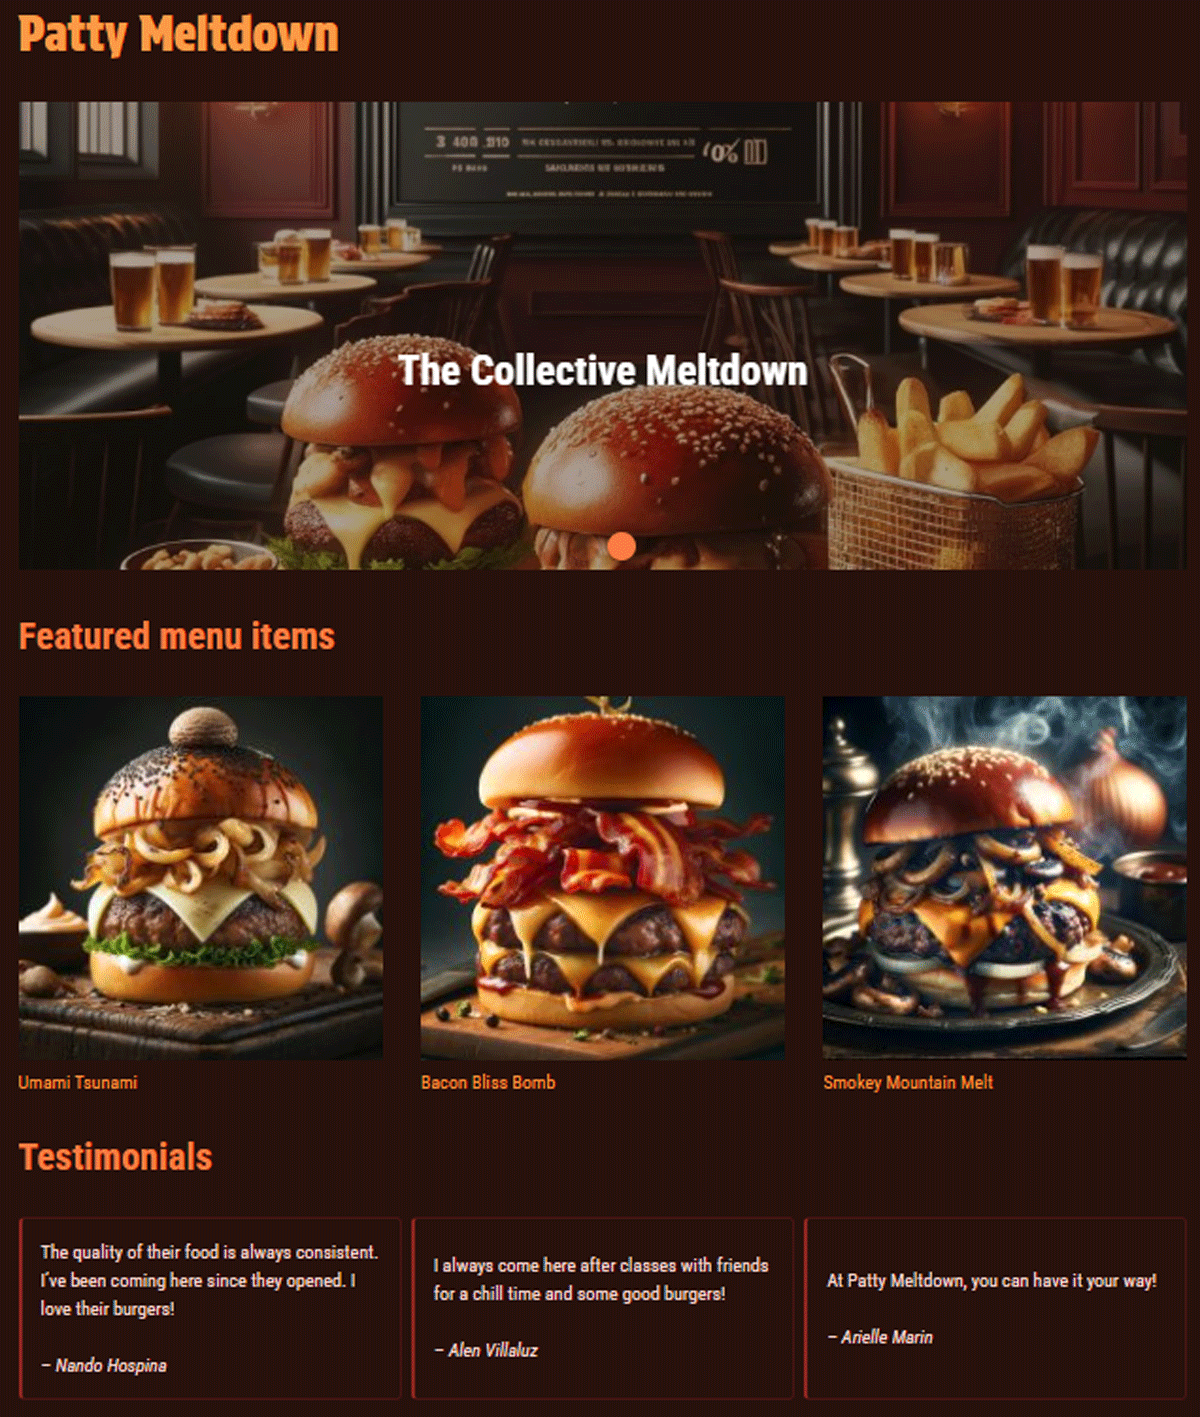 Patty Meltdown
3 400
The Collective Meltdown
Featured menu items
Umami Tsunami
Bacon Bliss Bomb
Smokey Mountain Melt
Testimonials
The quality of their food is always consistent.
I've been coming here since they opened. I
love their burgers!
– Nando Hospina
I always come here after classes with friends
for a chill time and some good burgers!
– Alen Villaluz
At Patty Meltdown, you can have it your way!
– Arielle Marin